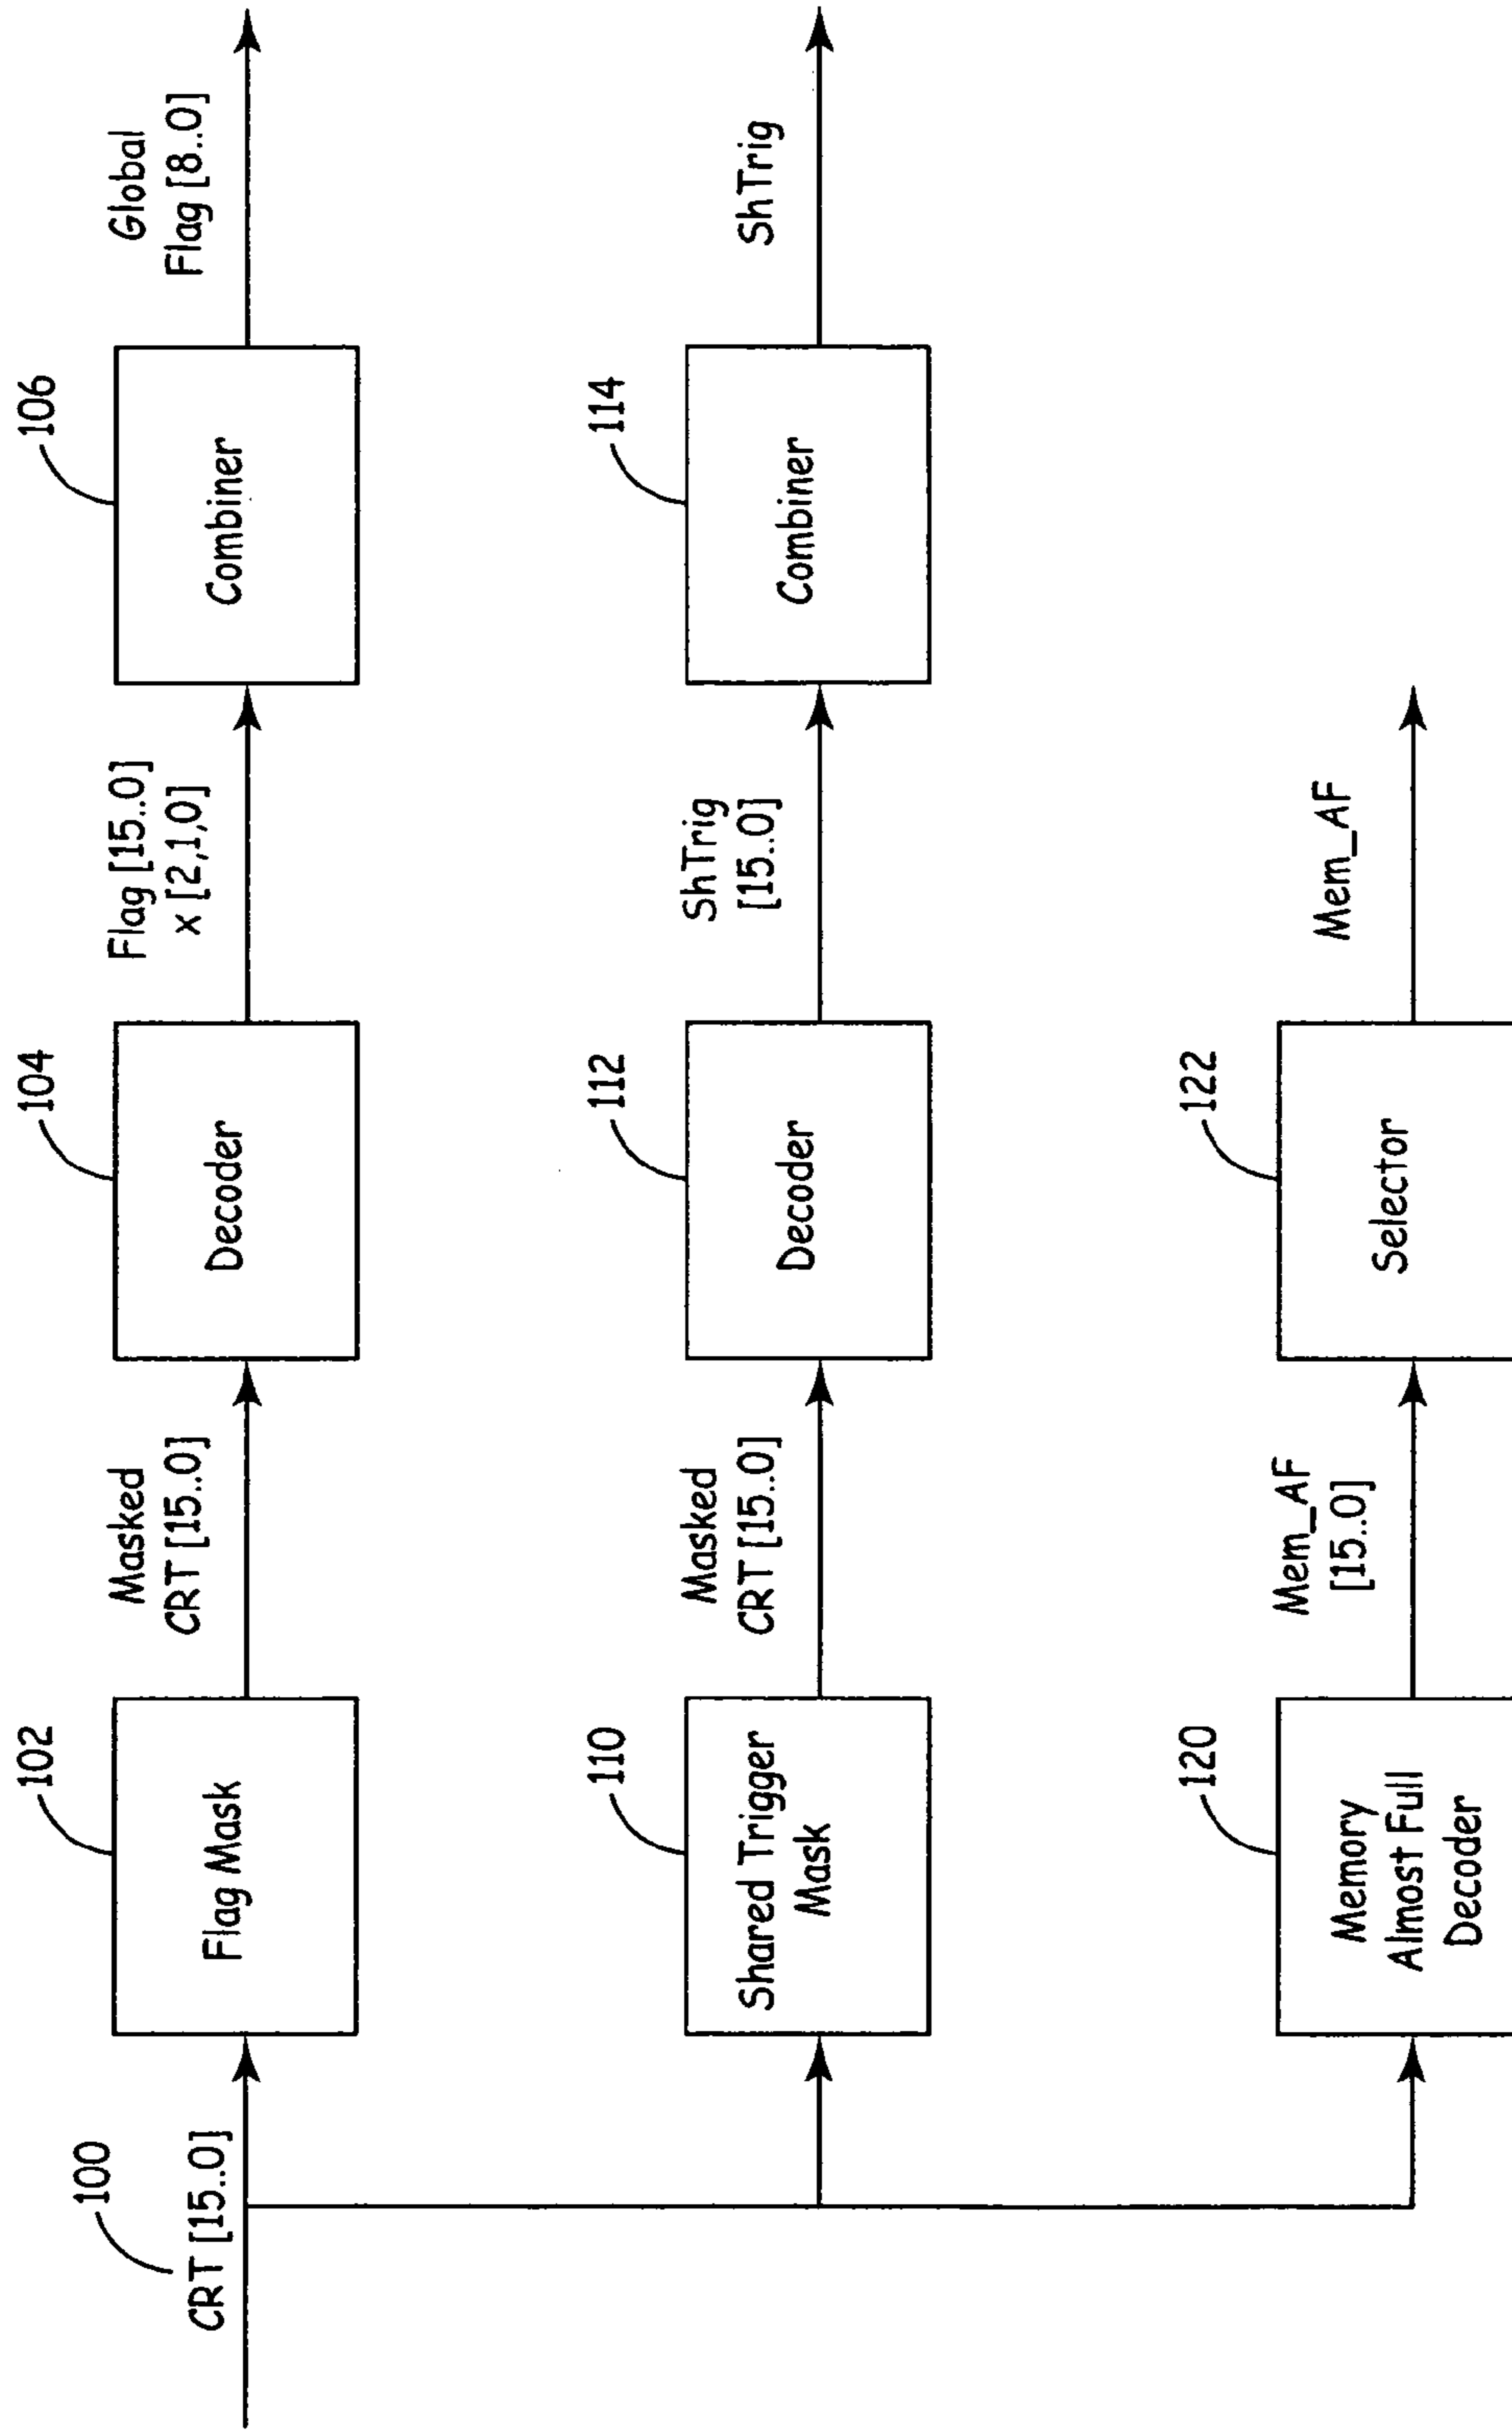 100
CRT [15..0]
102
Flag Mask
Masked
CRT [15..0]
104
Decoder
Flag [15..0]
x [2,1,0]
106
Combiner
Global
Flag [8..0]
110
Shared Trigger
Mask
Masked
CRT [15..0]
112
Decoder
ShTrig
[15..0]
114
Combiner
ShTrig
120
Memory
Almost Full
Decoder
Mem_AF
[15..0]
122
Selector
Mem_AF